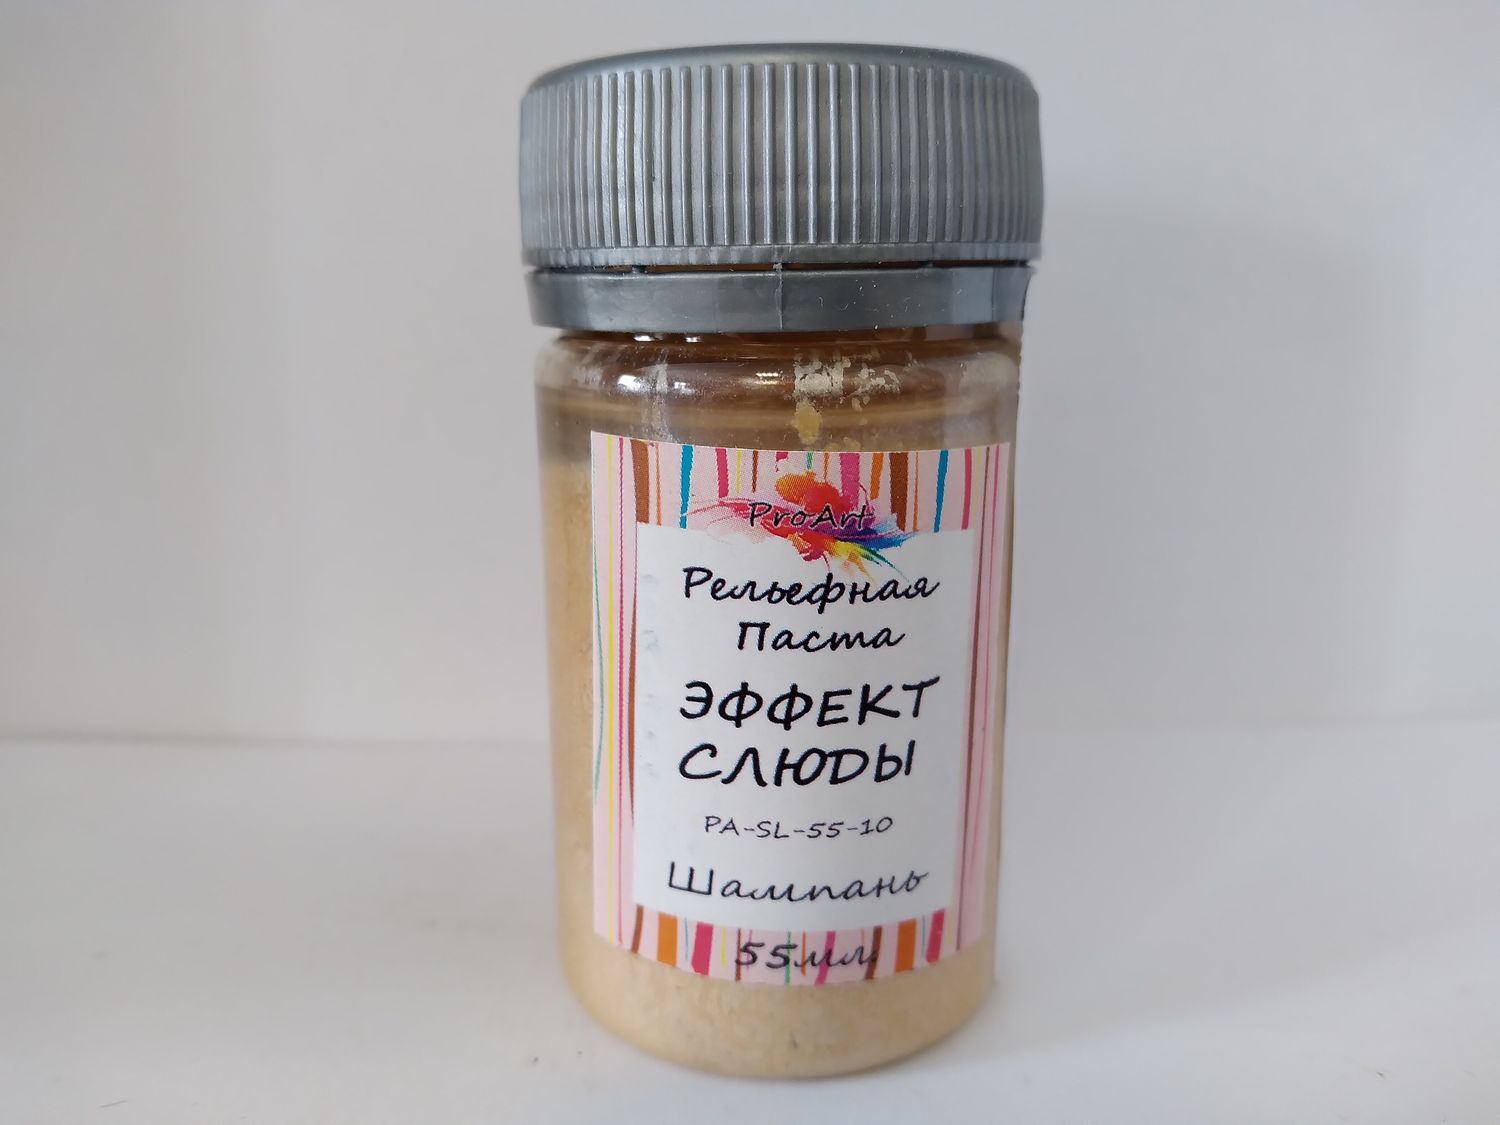 ProArt
Рельефная
Паста
ЭФФЕКТ
СЛЮДЫ
PA-SL-55-10
Шампань
55мл.